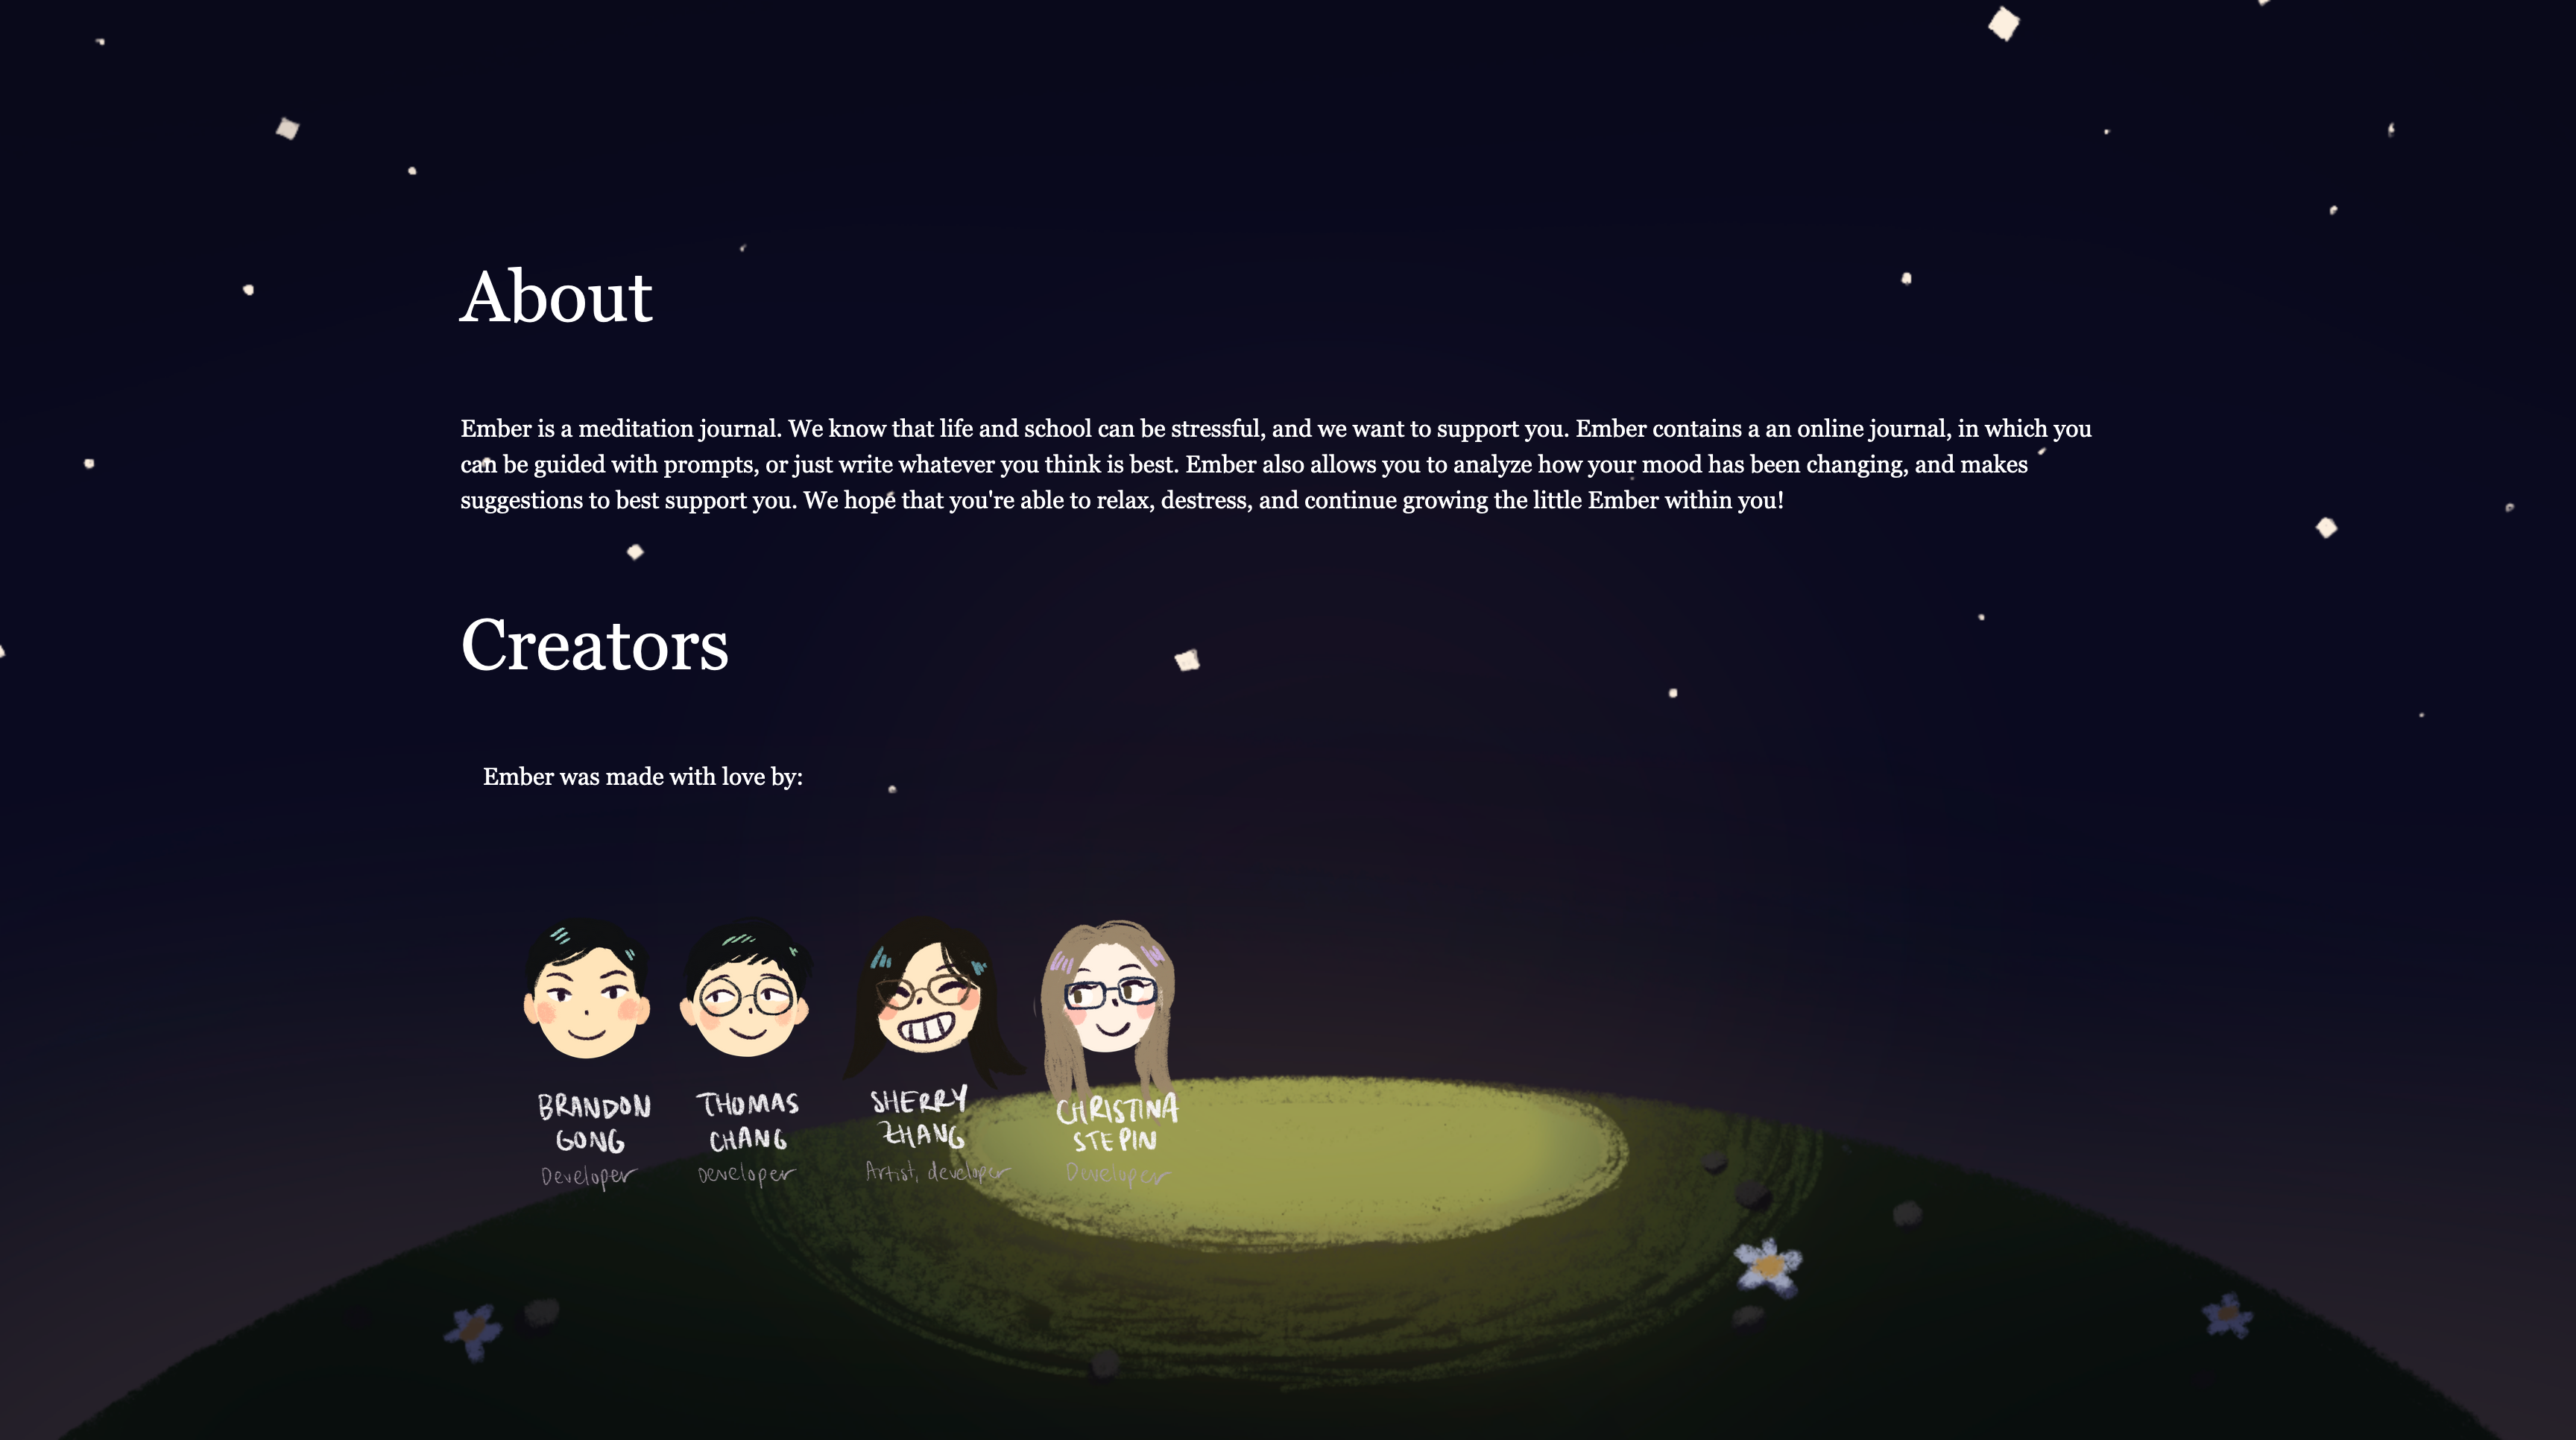 About
Ember is a meditation journal. We know that life and school can be stressful, and we want to support you. Ember contains a an online journal, in which you
can be guided with prompts, or just write whatever you think is best. Ember also allows you to analyze how your mood has been changing, and makes
suggestions to best support you. We hope that you're able to relax, destress, and continue growing the little Ember within you!
Creators
Ember was made with love by:
BRANDON
GONG
Developer
THOMAS
CHANG
Developer
SHERRY
ZHANG
Artist, developer
CHRISTINA
STEPIN
Developer